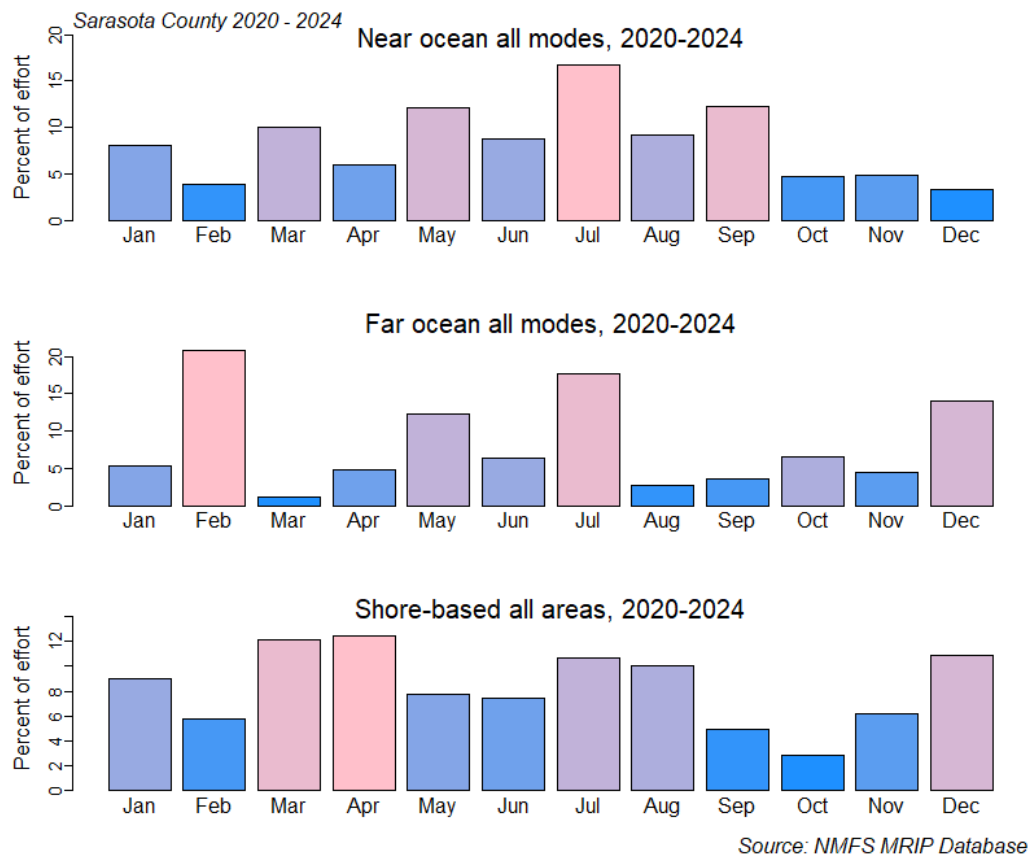 Sarasota County 2020 - 2024
Near ocean all modes, 2020-2024
Percent of effort
20
15
10
5
0
Jan Feb Mar Apr May Jun Jul Aug Sep Oct Nov Dec
Far ocean all modes, 2020-2024
Percent of effort
20
15
10
5
0
Jan Feb Mar Apr May Jun Jul Aug Sep Oct Nov Dec
Shore-based all areas, 2020-2024
Percent of effort
12
8
6
4
2
0
Jan Feb Mar Apr May Jun Jul Aug Sep Oct Nov Dec
Source: NMFS MRIP Database